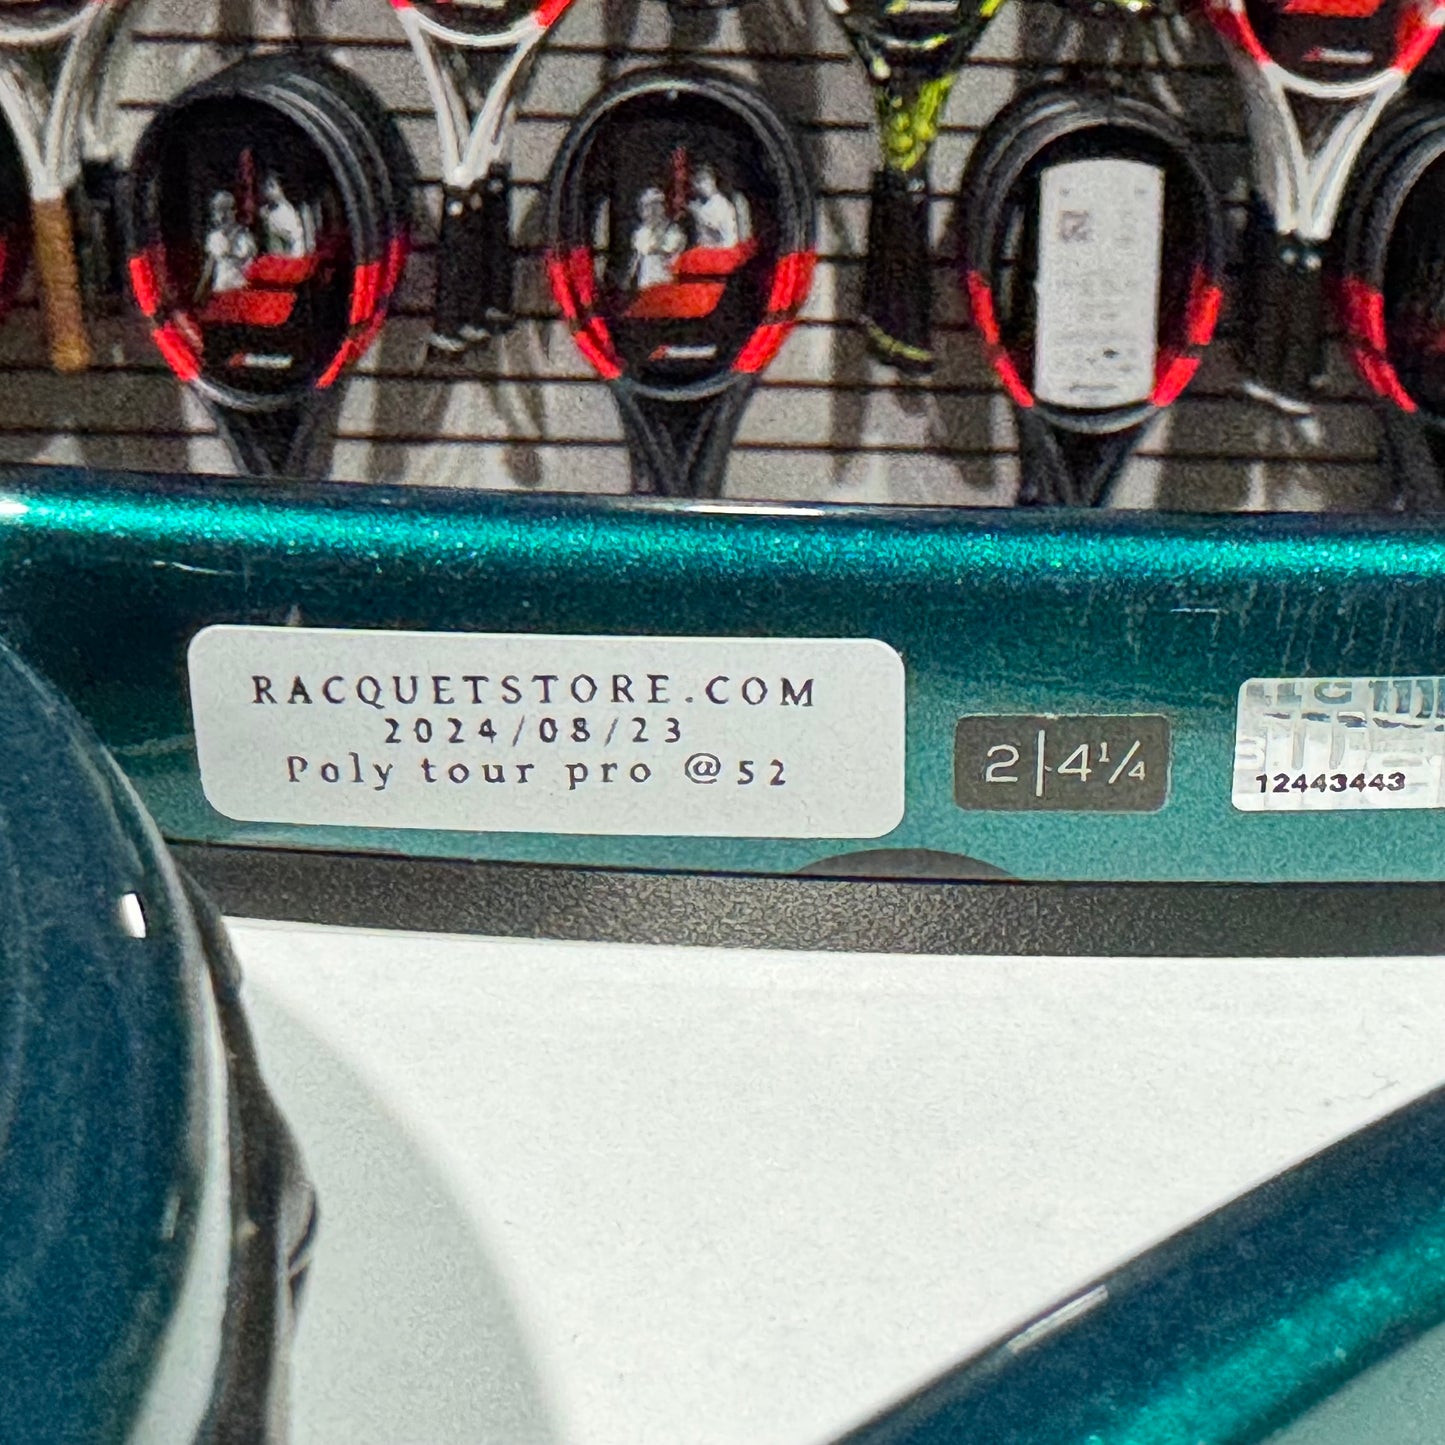 RACQUETSTORE.COM
2024/08/23
Poly tour pro @52
2|4¹/₄
12443443